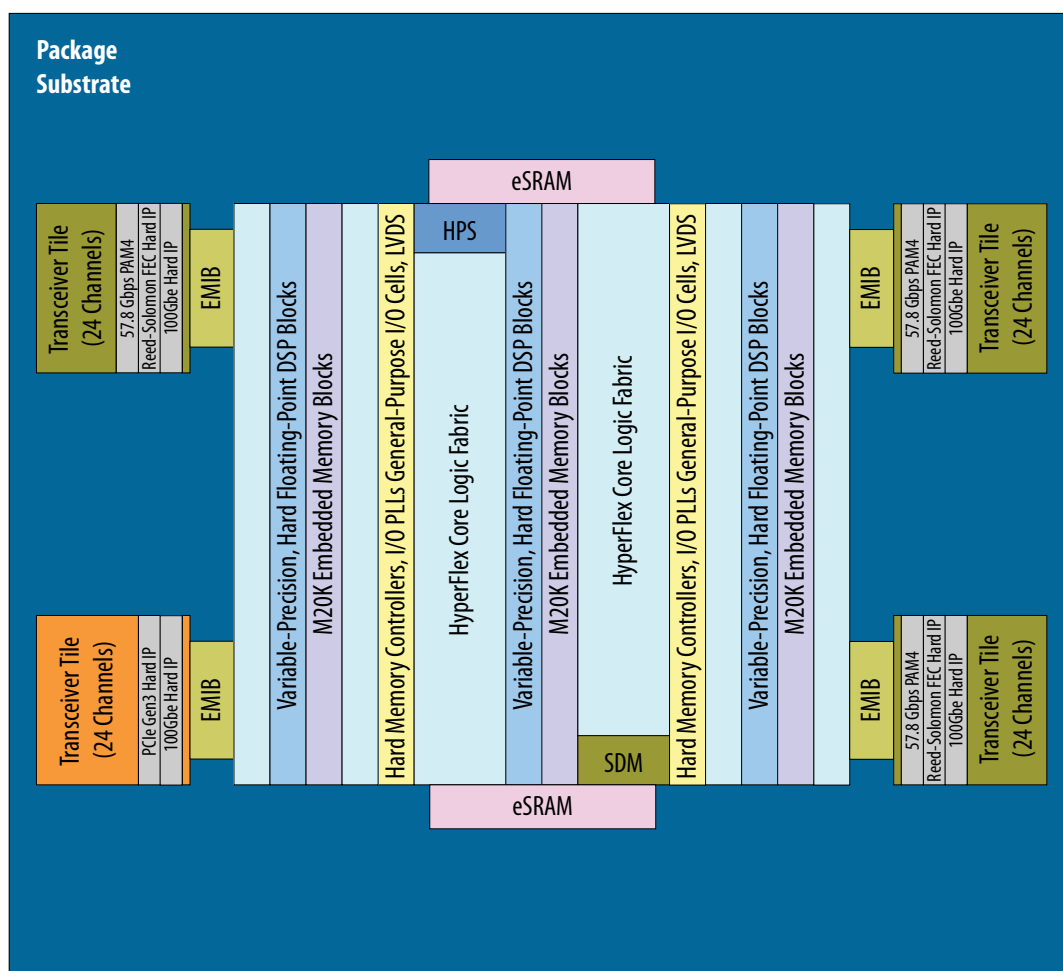 Package
Substrate
eSRAM
Transceiver Tile
(24 Channels)
57.8 Gbps PAM4
Reed-Solomon FEC Hard IP
100Gbe Hard IP
EMIB
Variable-Precision, Hard Floating-Point DSP Blocks
M20K Embedded Memory Blocks
Hard Memory Controllers, I/O PLLs General-Purpose I/O Cells, LVDS
HPS
HyperFlex Core Logic Fabric
Variable-Precision, Hard Floating-Point DSP Blocks
M20K Embedded Memory Blocks
HyperFlex Core Logic Fabric
SDM
Hard Memory Controllers, I/O PLLs General-Purpose I/O Cells, LVDS
Variable-Precision, Hard Floating-Point DSP Blocks
M20K Embedded Memory Blocks
EMIB
57.8 Gbps PAM4
Reed-Solomon FEC Hard IP
100Gbe Hard IP
Transceiver Tile
(24 Channels)
Transceiver Tile
(24 Channels)
PCIe Gen3 Hard IP
100Gbe Hard IP
EMIB
EMIB
57.8 Gbps PAM4
Reed-Solomon FEC Hard IP
100Gbe Hard IP
Transceiver Tile
(24 Channels)
eSRAM